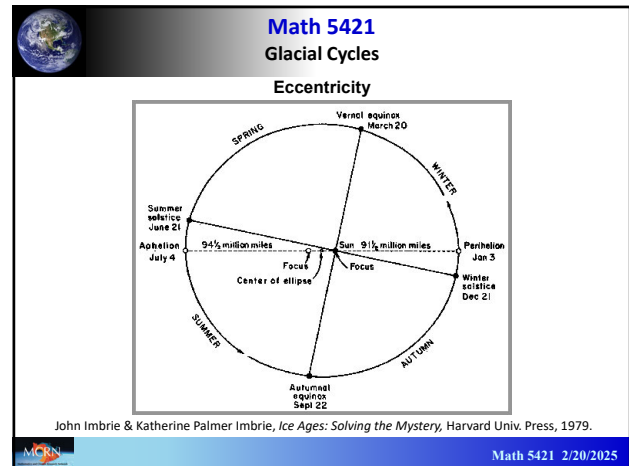 Math 5421
Glacial Cycles
Eccentricity
Vernal equinox
March 20
SPRING
WINTER
Summer
solstice
June 21
Aphelion
July 4
94½ million miles
Sun
91½ million miles
Perihelion
Jan 3
Focus
Focus
Center of ellipse
Winter
solstice
Dec 21
SUMMER
AUTUMN
Autumnal
equinox
Sept 22
John Imbrie & Katherine Palmer Imbrie, Ice Ages: Solving the Mystery, Harvard Univ. Press, 1979.
MCRN
Math 5421 2/20/2025